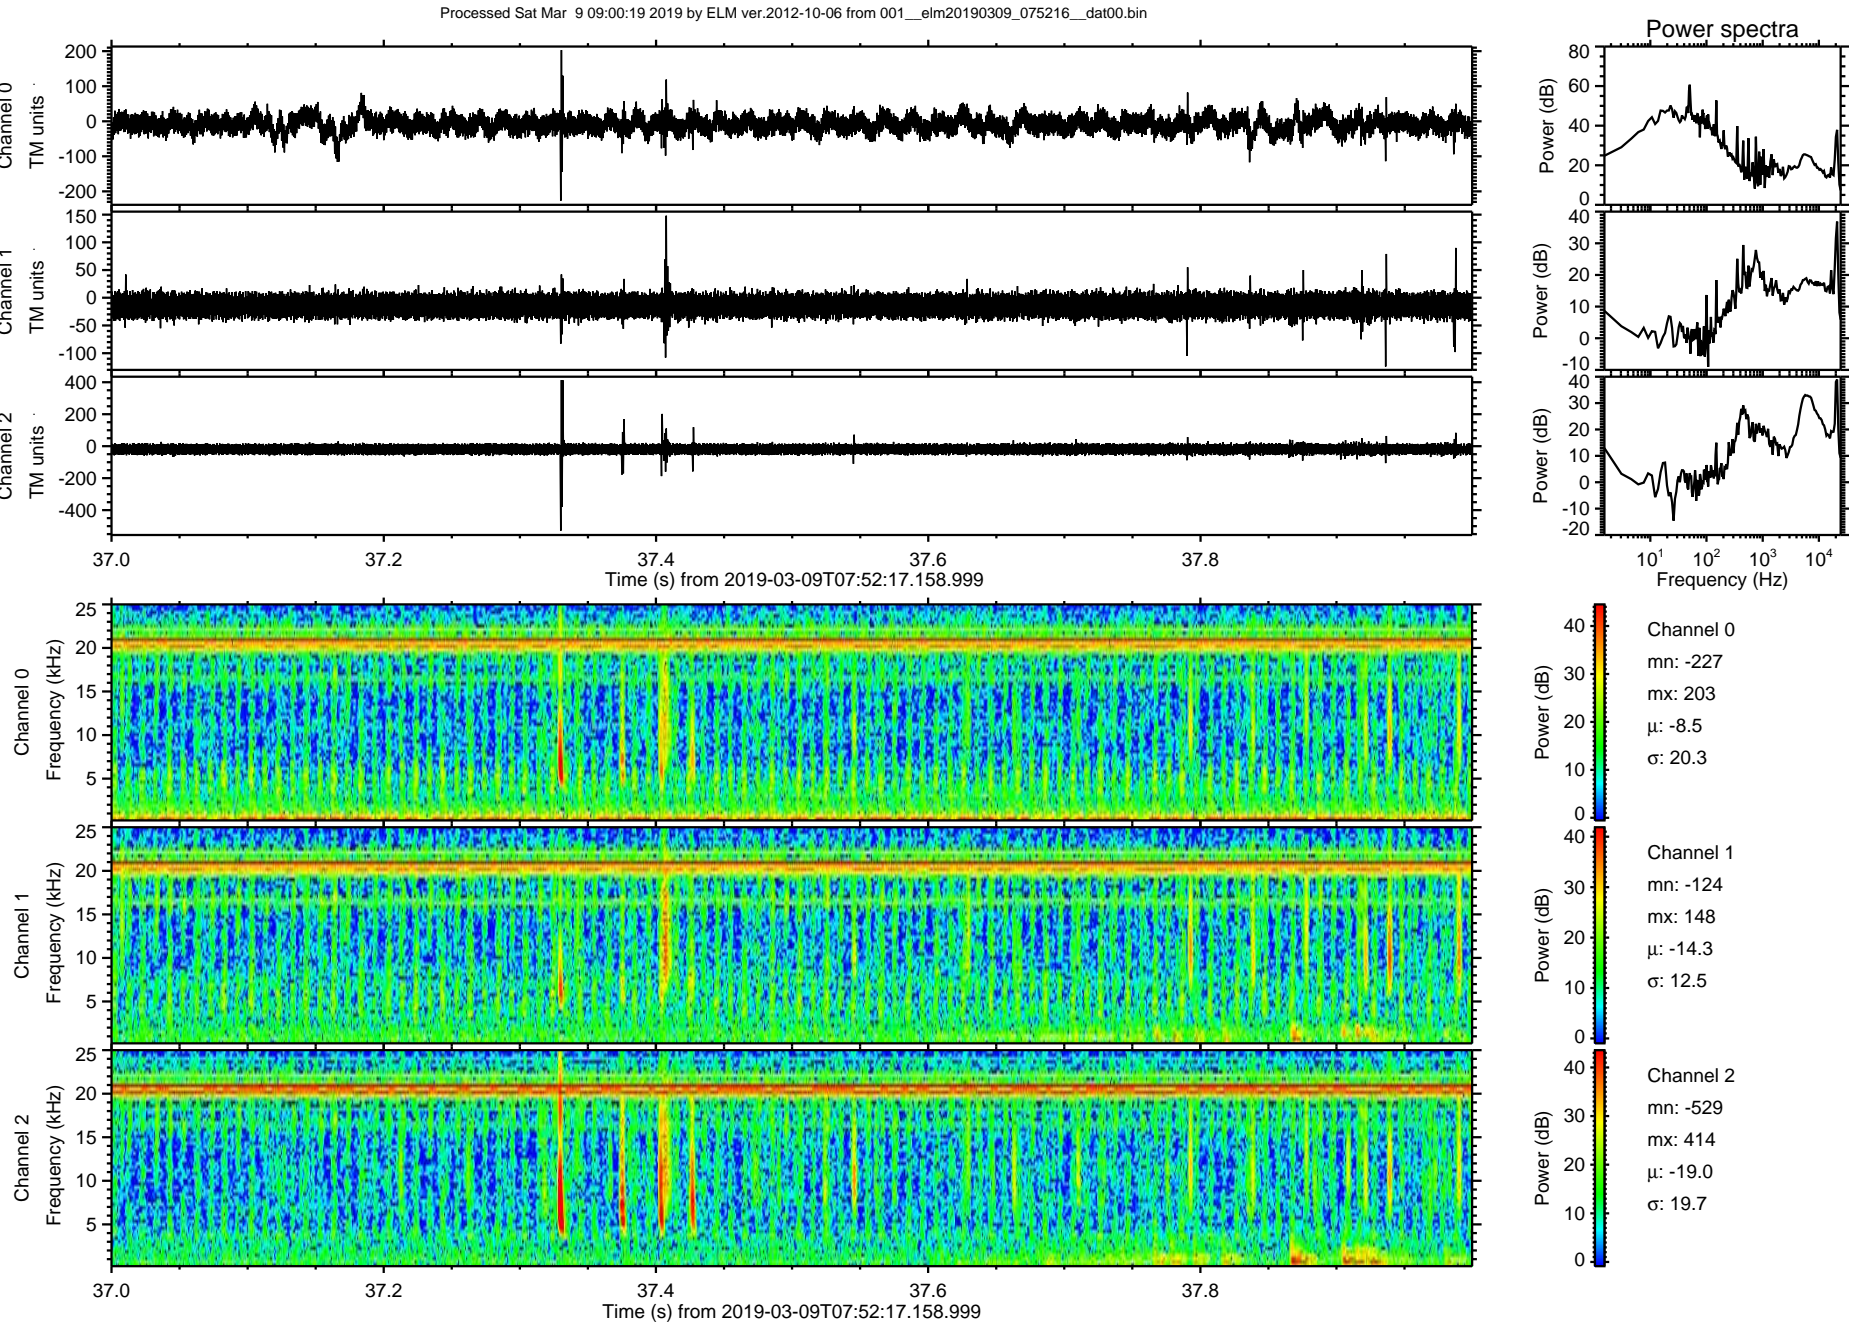 Processed Sat Mar  9 09:00:19 2019 by ELM ver.2012-10-06 from 001__elm20190309_075216__dat00.bin
Power spectra
Channel 0
TM units
200
100
0
-100
-200
Power (dB)
80
60
40
20
0
Channel 1
TM units
150
100
50
0
-50
-100
Power (dB)
40
30
20
10
0
-10
Channel 2
TM units
400
200
0
-200
-400
Power (dB)
40
30
20
10
0
-10
-20
37.0 37.2 37.4 37.6 37.8
Time (s) from 2019-03-09T07:52:17.158.999
10^1 10^2 10^3 10^4
Frequency (Hz)
Channel 0
Frequency (kHz)
25
20
15
10
5
Power (dB)
40
30
20
10
0
Channel 0
mn: -227
mx: 203
μ: -8.5
σ: 20.3
Channel 1
Frequency (kHz)
25
20
15
10
5
Power (dB)
40
30
20
10
0
Channel 1
mn: -124
mx: 148
μ: -14.3
σ: 12.5
Channel 2
Frequency (kHz)
25
20
15
10
5
Power (dB)
40
30
20
10
0
Channel 2
mn: -529
mx: 414
μ: -19.0
σ: 19.7
37.0 37.2 37.4 37.6 37.8
Time (s) from 2019-03-09T07:52:17.158.999